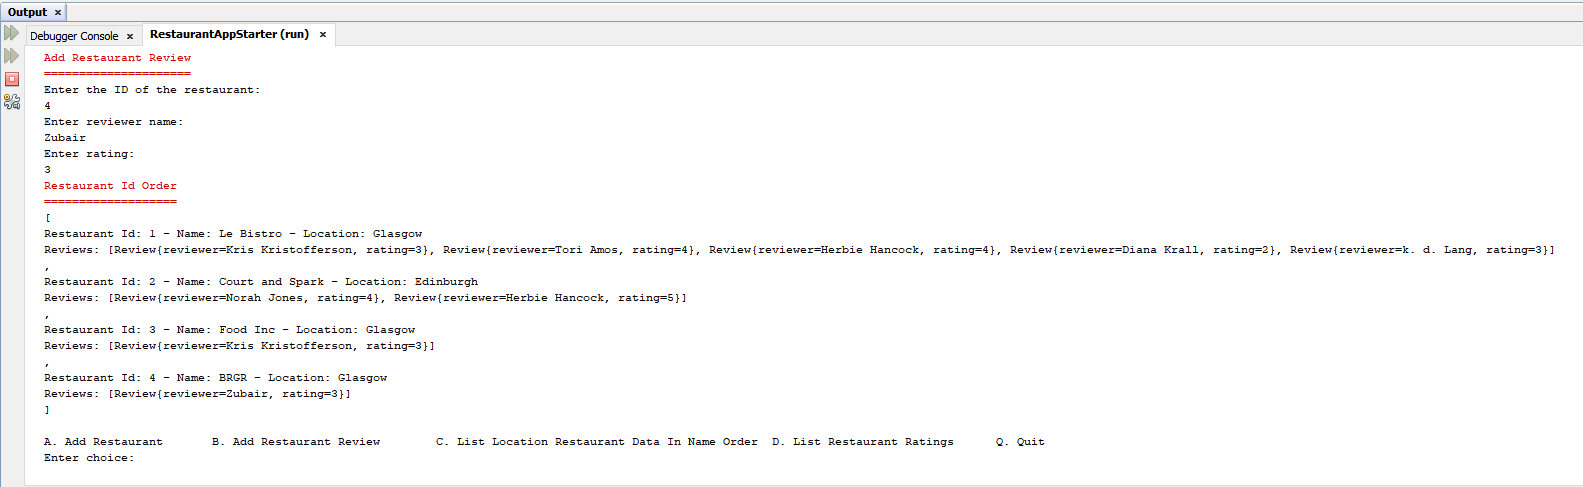 Output ×
Debugger Console × RestaurantAppStarter (run) ×
Add Restaurant Review
=====================
Enter the ID of the restaurant:
4
Enter reviewer name:
Zubair
Enter rating:
3
Restaurant Id Order
===================
[
Restaurant Id: 1 - Name: Le Bistro - Location: Glasgow
Reviews: [Review{reviewer=Kris Kristofferson, rating=3}, Review{reviewer=Tori Amos, rating=4}, Review{reviewer=Herbie Hancock, rating=4}, Review{reviewer=Diana Krall, rating=2}, Review{reviewer=k. d. Lang, rating=3}]
,
Restaurant Id: 2 - Name: Court and Spark - Location: Edinburgh
Reviews: [Review{reviewer=Norah Jones, rating=4}, Review{reviewer=Herbie Hancock, rating=5}]
,
Restaurant Id: 3 - Name: Food Inc - Location: Glasgow
Reviews: [Review{reviewer=Kris Kristofferson, rating=3}]
,
Restaurant Id: 4 - Name: BRGR - Location: Glasgow
Reviews: [Review{reviewer=Zubair, rating=3}]
]
A. Add Restaurant B. Add Restaurant Review C. List Location Restaurant Data In Name Order D. List Restaurant Ratings Q. Quit
Enter choice: